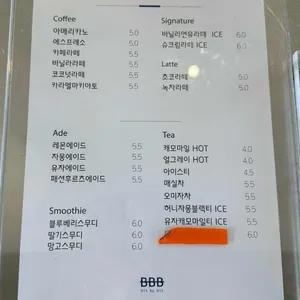 Coffee
아메리카노 5.0
에스프레소 5.0
카페라떼 5.5
바닐라라떼 5.5
코코넛라떼 5.5
카라멜마키아토 5.5
Signature
바닐라연유라떼 ICE 6.0
슈크림라떼 ICE 6.0
Latte
초코라떼 5.5
녹차라떼 5.5
Ade
레몬에이드 5.5
자몽에이드 5.5
유자에이드 5.5
패션후르츠에이드 5.5
Smoothie
블루베리스무디 6.0
딸기스무디 6.0
망고스무디 6.0
Tea
캐모마일 HOT 4.0
얼그레이 HOT 4.0
아이스티 4.5
매실차 5.5
오미자차 5.5
허니자몽블랙티 ICE 5.5
유자캐모마일티 ICE 6.0
6.0
BBB